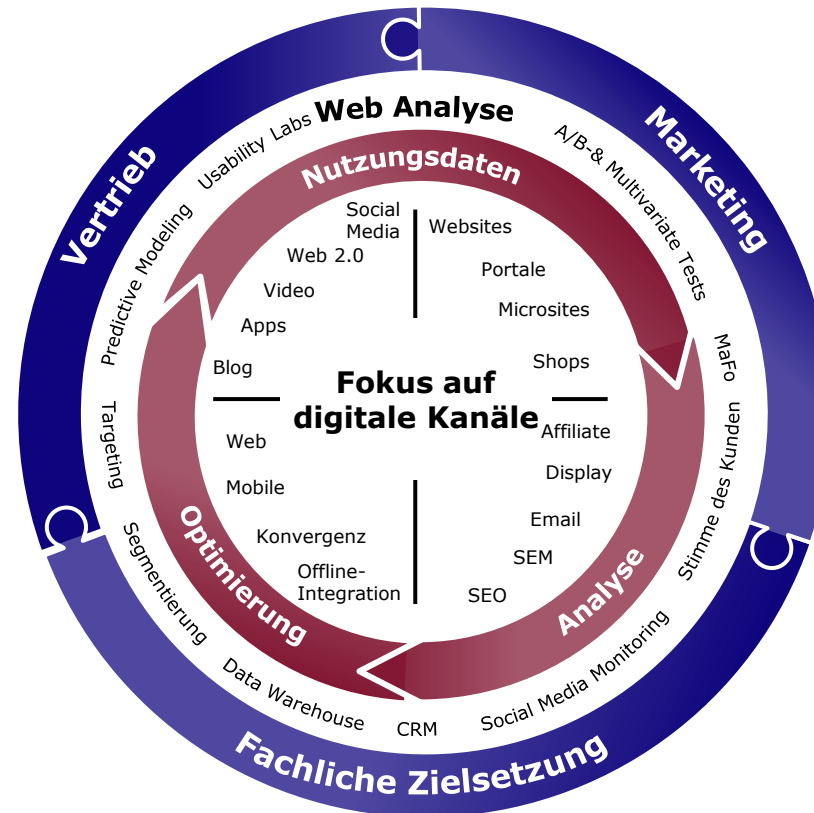 Vertrieb
Marketing
Fachliche Zielsetzung
Web Analyse
A/B-& Multivariate Tests
MaFo
Stimme des Kunden
Social Media Monitoring
CRM
Data Warehouse
Segmentierung
Targeting
Predictive Modeling
Usability Labs
Nutzungsdaten
Analyse
Optimierung
Social
Media
Web 2.0
Video
Apps
Blog
Websites
Portale
Microsites
Shops
Fokus auf
digitale Kanäle
Web
Mobile
Konvergenz
Offline-
Integration
Affiliate
Display
Email
SEM
SEO